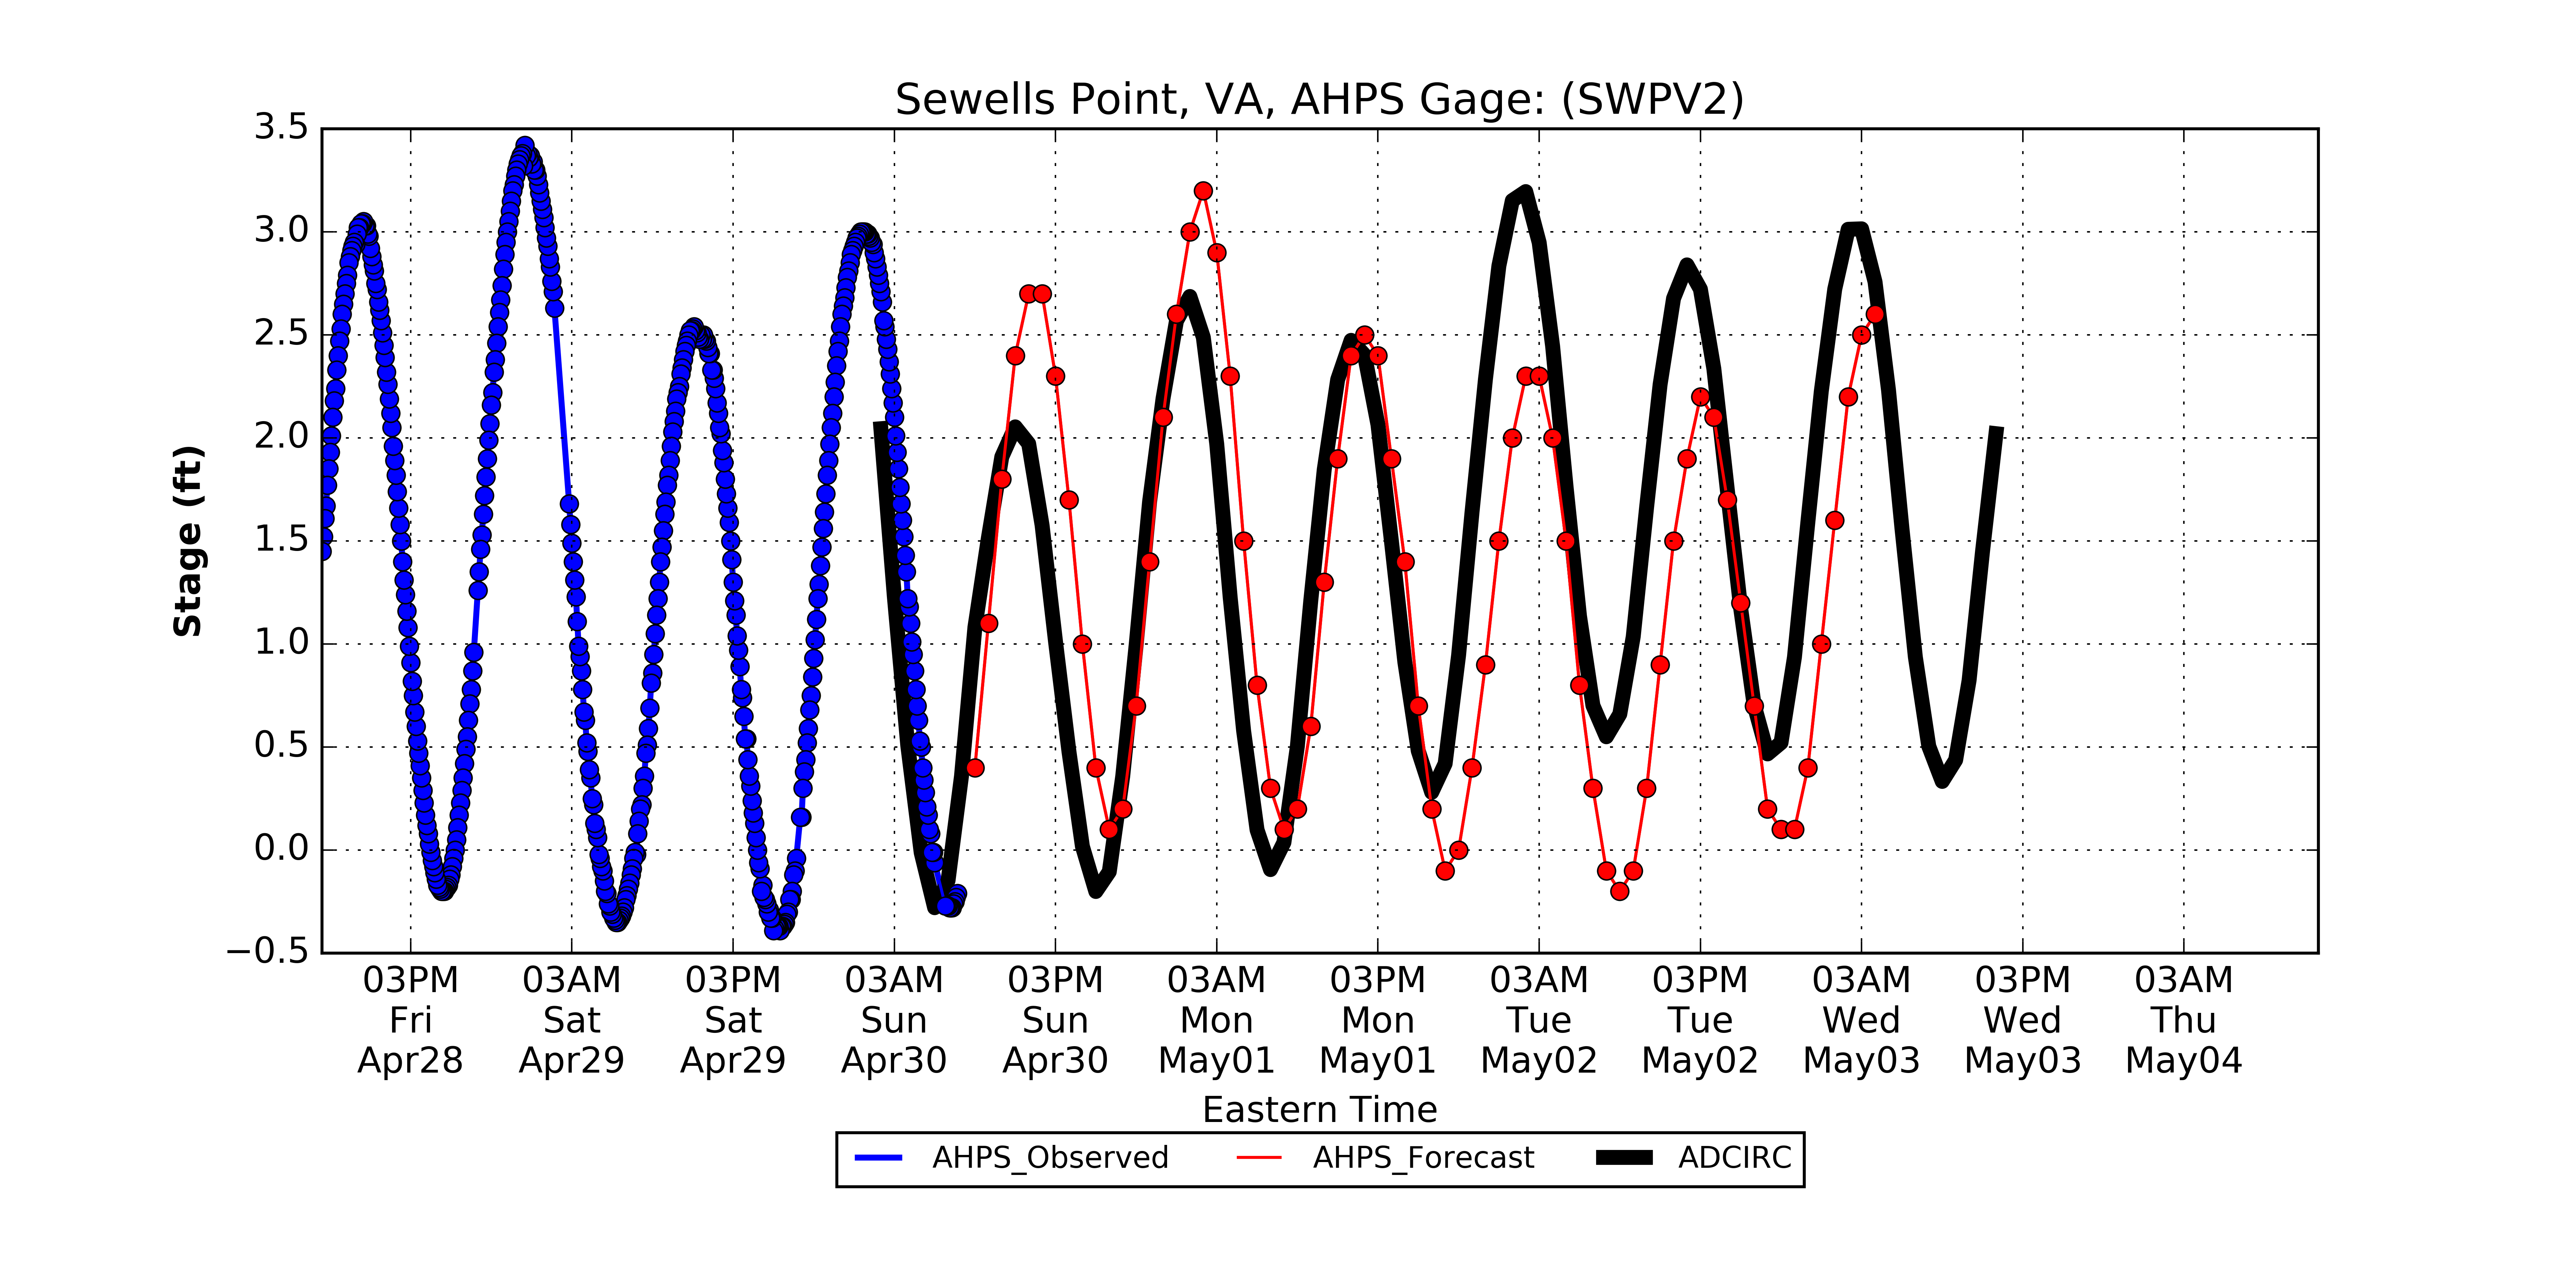 Sewells Point, VA, AHPS Gage: (SWPV2)
Stage (ft)
3.5
3.0
2.5
2.0
1.5
1.0
0.5
0.0
−0.5
03PM Fri Apr28
03AM Sat Apr29
03PM Sat Apr29
03AM Sun Apr30
03PM Sun Apr30
03AM Mon May01
03PM Mon May01
03AM Tue May02
03PM Tue May02
03AM Wed May03
03PM Wed May03
03AM Thu May04
Eastern Time
AHPS_Observed AHPS_Forecast ADCIRC